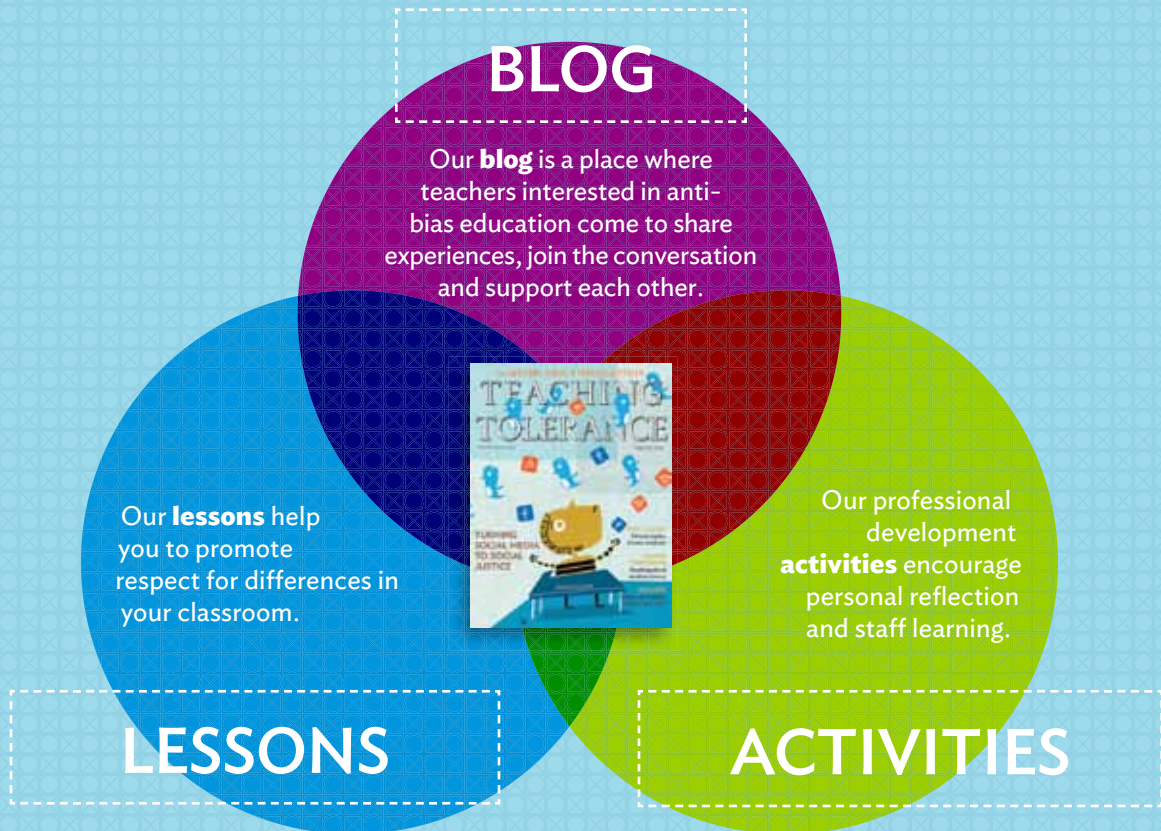 BLOG
Our blog is a place where
teachers interested in anti-
bias education come to share
experiences, join the conversation
and support each other.
TEACHING
TOLERANCE
TURNING
SOCIAL MEDIA
TO SOCIAL
JUSTICE
Our lessons help
you to promote
respect for differences in
your classroom.
Our professional
development
activities encourage
personal reflection
and staff learning.
LESSONS
ACTIVITIES